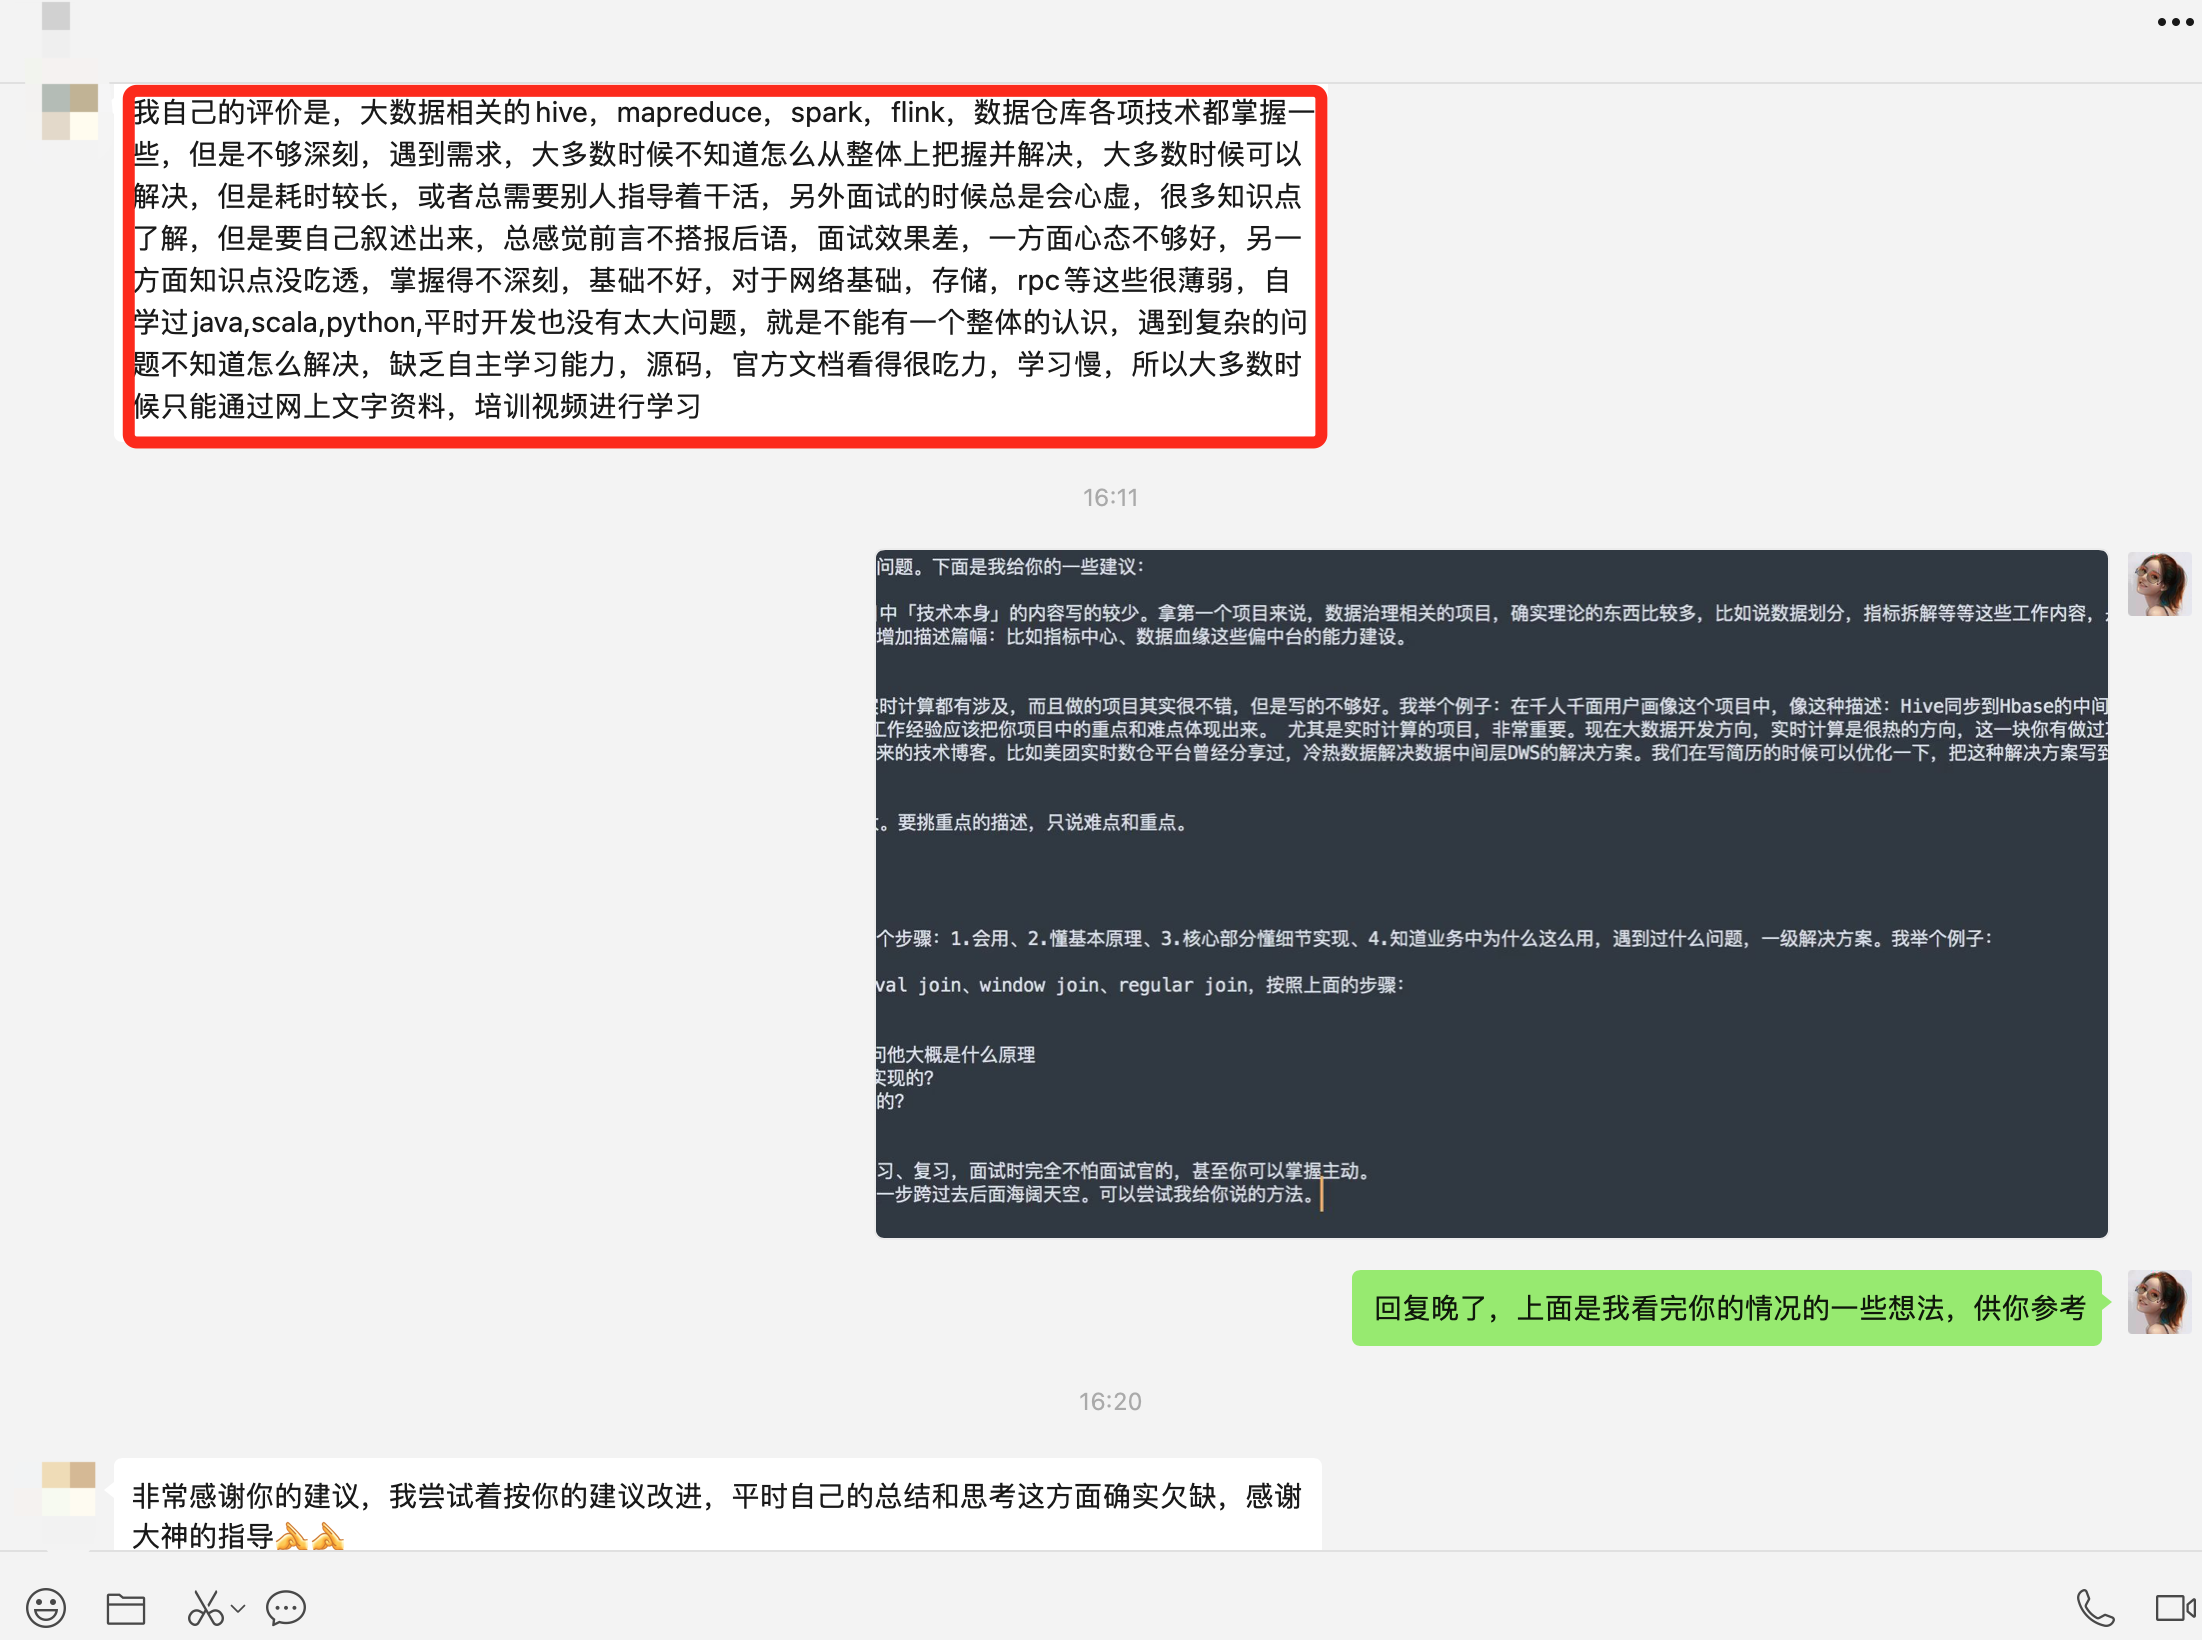 我自己的评价是，大数据相关的hive，mapreduce，spark，flink，数据仓库各项技术都掌握一
些，但是不够深刻，遇到需求，大多数时候不知道怎么从整体上把握并解决，大多数时候可以
解决，但是耗时较长，或者总需要别人指导着干活，另外面试的时候总是会心虚，很多知识点
了解，但是要自己叙述出来，总感觉前言不搭报后语，面试效果差，一方面心态不够好，另一
方面知识点没吃透，掌握得不深刻，基础不好，对于网络基础，存储，rpc等这些很薄弱，自
学过java,scala,python,平时开发也没有太大问题，就是不能有一个整体的认识，遇到复杂的问
题不知道怎么解决，缺乏自主学习能力，源码，官方文档看得很吃力，学习慢，所以大多数时
候只能通过网上文字资料，培训视频进行学习
16:11
问题。下面是我给你的一些建议：
中「技术本身」的内容写的较少。拿第一个项目来说，数据治理相关的项目，确实理论的东西比较多，比如说数据划分，指标拆解等等这些工作内容，
增加描述篇幅：比如指标中心、数据血缘这些偏中台的能力建设。
时计算都有涉及，而且做的项目其实很不错，但是写的不够好。我举个例子：在千人千面用户画像这个项目中，像这种描述：Hive同步到Hbase的中间
工作经验应该把你项目中的重点和难点体现出来。 尤其是实时计算的项目，非常重要。现在大数据开发方向，实时计算是很热的方向，这一块你有做过
来的技术博客。比如美团实时数仓平台曾经分享过，冷热数据解决数据中间层DWS的解决方案。我们在写简历的时候可以优化一下，把这种解决方案写到
。要挑重点的描述，只说难点和重点。
个步骤：1.会用、2.懂基本原理、3.核心部分懂细节实现、4.知道业务中为什么这么用，遇到过什么问题，一级解决方案。我举个例子：
val join、window join、regular join，按照上面的步骤：
问他大概是什么原理
实现的？
的？
习、复习，面试时完全不怕面试官的，甚至你可以掌握主动。
一步跨过去后面海阔天空。可以尝试我给你说的方法。
回复晚了，上面是我看完你的情况的一些想法，供你参考
16:20
非常感谢你的建议，我尝试着按你的建议改进，平时自己的总结和思考这方面确实欠缺，感谢
大神的指导